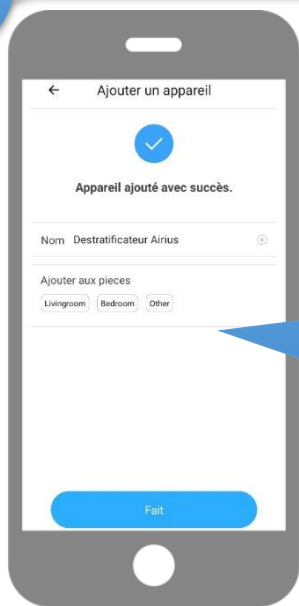 Ajouter un appareil
Appareil ajouté avec succès.
Nom Destratificateur Airius
Ajouter aux pieces
Livingroom Bedroom Other
Fait